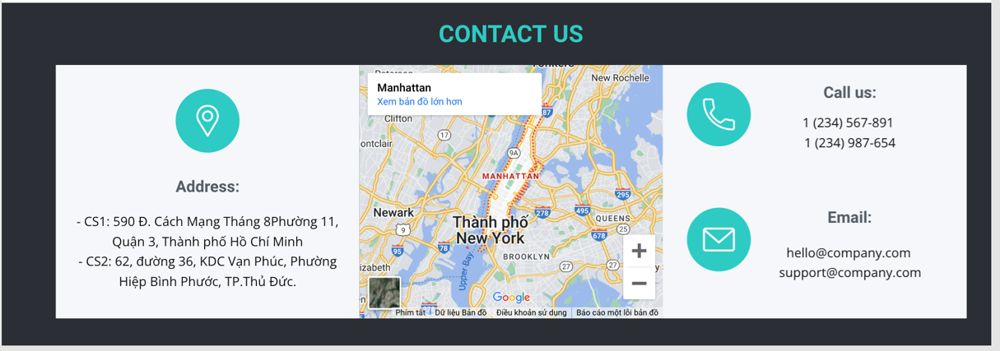 CONTACT US
Address:
- CS1: 590 Đ. Cách Mạng Tháng 8Phường 11,
Quận 3, Thành phố Hồ Chí Minh
- CS2: 62, đường 36, KDC Vạn Phúc, Phường
Hiệp Bình Phước, TP.Thủ Đức.
Manhattan
Xem bản đồ lớn hơn
New Rochelle
87
Clifton
17
ontclair
9A
MANHATTAN
295
Newark
278
495
QUEENS
9
Thành phố
New York
25
678
95
78
BROOKLYN
27
27
izabeth
Upper Bay
Google
Phím tắt
Dữ liệu Bản đồ
Điều khoản sử dụng
Báo cáo một lỗi bản đồ
Call us:
1 (234) 567-891
1 (234) 987-654
Email:
hello@company.com
support@company.com